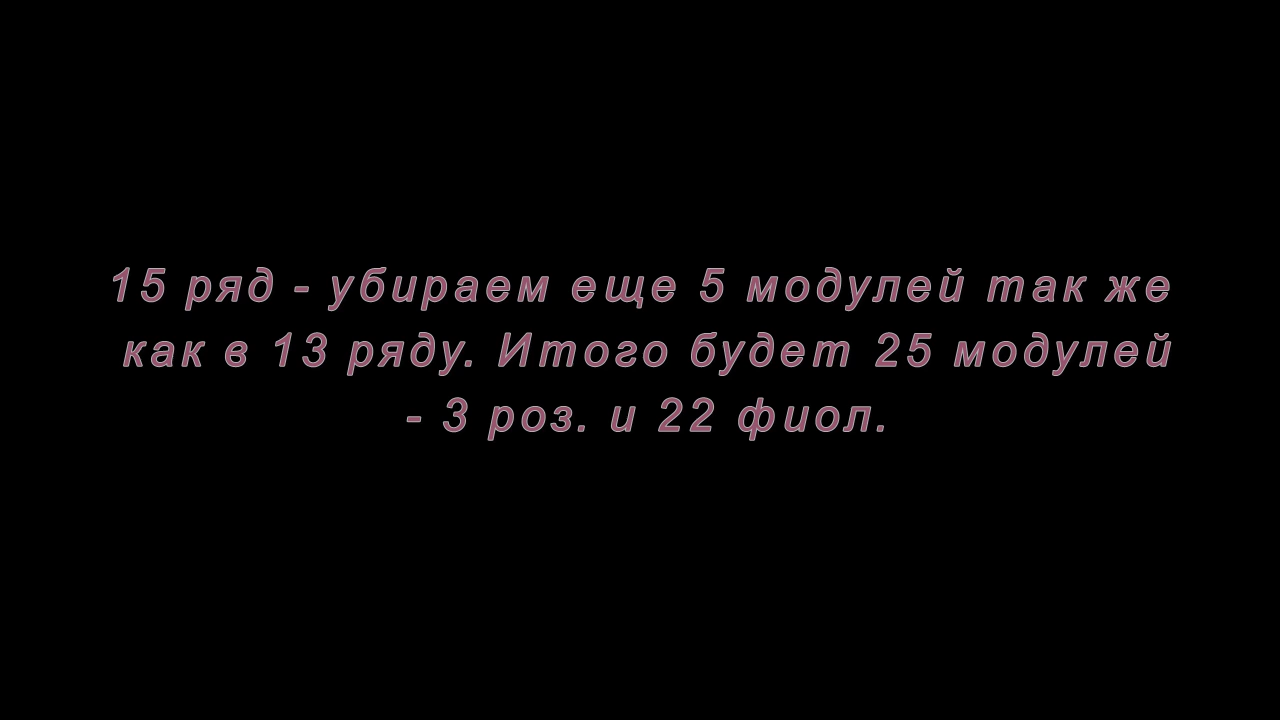 15 ряд - убираем еще 5 модулей так же
как в 13 ряду. Итого будет 25 модулей
- 3 роз. и 22 фиол.